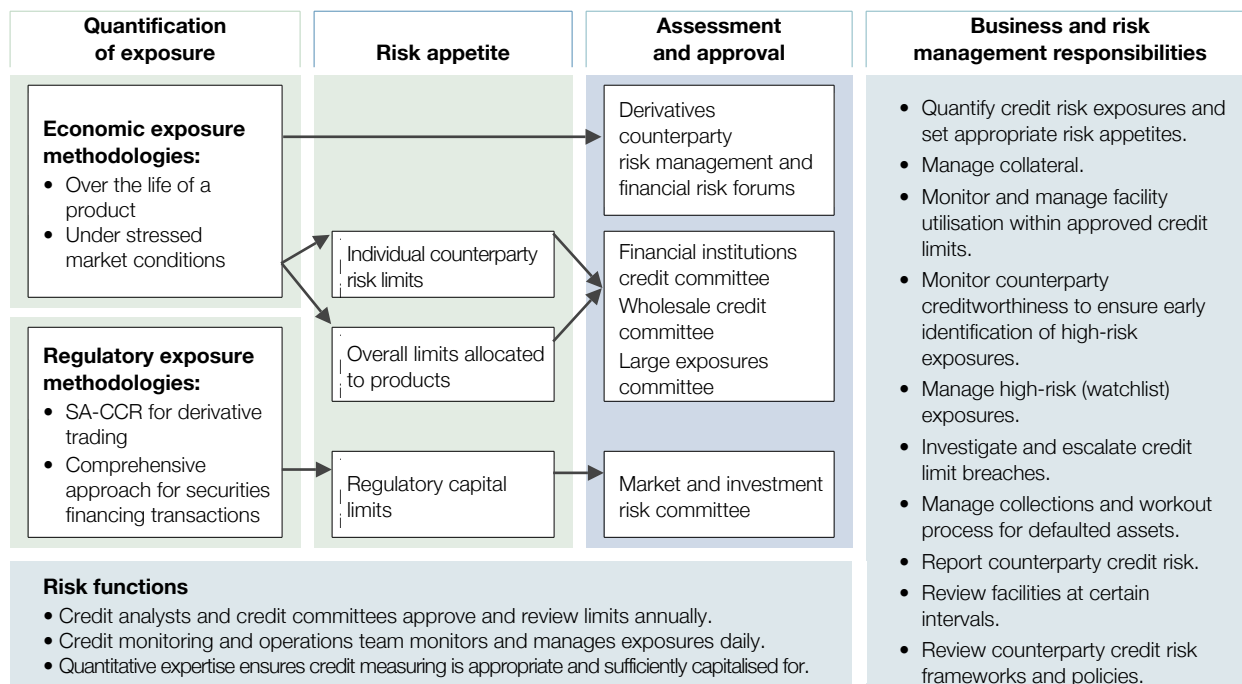 Quantification
of exposure
Risk appetite
Assessment
and approval
Business and risk
management responsibilities
Economic exposure
methodologies:
• Over the life of a
product
• Under stressed
market conditions
Regulatory exposure
methodologies:
• SA-CCR for derivative
trading
• Comprehensive
approach for securities
financing transactions
Individual counterparty
risk limits
Overall limits allocated
to products
Regulatory capital
limits
Derivatives
counterparty
risk management and
financial risk forums
Financial institutions
credit committee
Wholesale credit
committee
Large exposures
committee
Market and investment
risk committee
• Quantify credit risk exposures and
set appropriate risk appetites.
• Manage collateral.
• Monitor and manage facility
utilisation within approved credit
limits.
• Monitor counterparty
creditworthiness to ensure early
identification of high-risk
exposures.
• Manage high-risk (watchlist)
exposures.
• Investigate and escalate credit
limit breaches.
• Manage collections and workout
process for defaulted assets.
• Report counterparty credit risk.
• Review facilities at certain
intervals.
• Review counterparty credit risk
frameworks and policies.
Risk functions
• Credit analysts and credit committees approve and review limits annually.
• Credit monitoring and operations team monitors and manages exposures daily.
• Quantitative expertise ensures credit measuring is appropriate and sufficiently capitalised for.